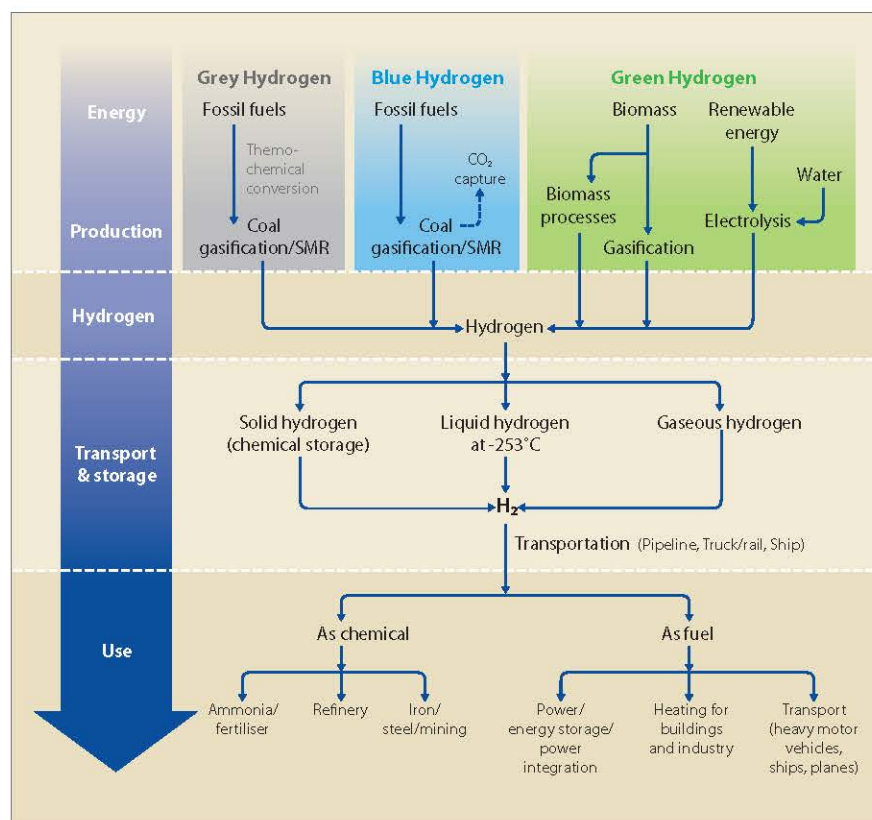 Grey Hydrogen
Blue Hydrogen
Green Hydrogen
Energy
Fossil fuels
Fossil fuels
Biomass
Renewable
energy
Thermo-
chemical
conversion
CO₂
capture
Water
Biomass
processes
Production
Coal
gasification/SMR
Coal
gasification/SMR
Gasification
Electrolysis
Hydrogen
Hydrogen
Transport
& storage
Solid hydrogen
(chemical storage)
Liquid hydrogen
at -253°C
Gaseous hydrogen
H₂
Transportation (Pipeline, Truck/rail, Ship)
Use
As chemical
As fuel
Ammonia/
fertiliser
Refinery
Iron/
steel/mining
Power/
energy storage/
power
integration
Heating for
buildings
and industry
Transport
(heavy motor
vehicles,
ships, planes)